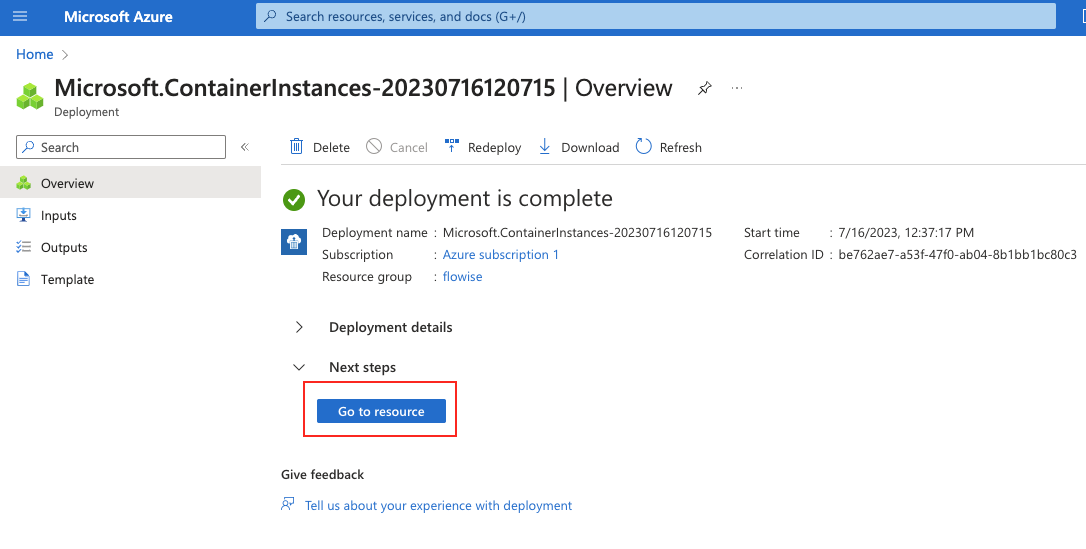 Microsoft Azure
Search resources, services, and docs (G+/)
Home
Microsoft.ContainerInstances-20230716120715 | Overview
Deployment
Search
Overview
Inputs
Outputs
Template
Delete
Cancel
Redeploy
Download
Refresh
Your deployment is complete
Deployment name : Microsoft.ContainerInstances-20230716120715
Subscription : Azure subscription 1
Resource group : flowise
Start time : 7/16/2023, 12:37:17 PM
Correlation ID : be762ae7-a53f-47f0-ab04-8b1bb1bc80c3
Deployment details
Next steps
Go to resource
Give feedback
Tell us about your experience with deployment